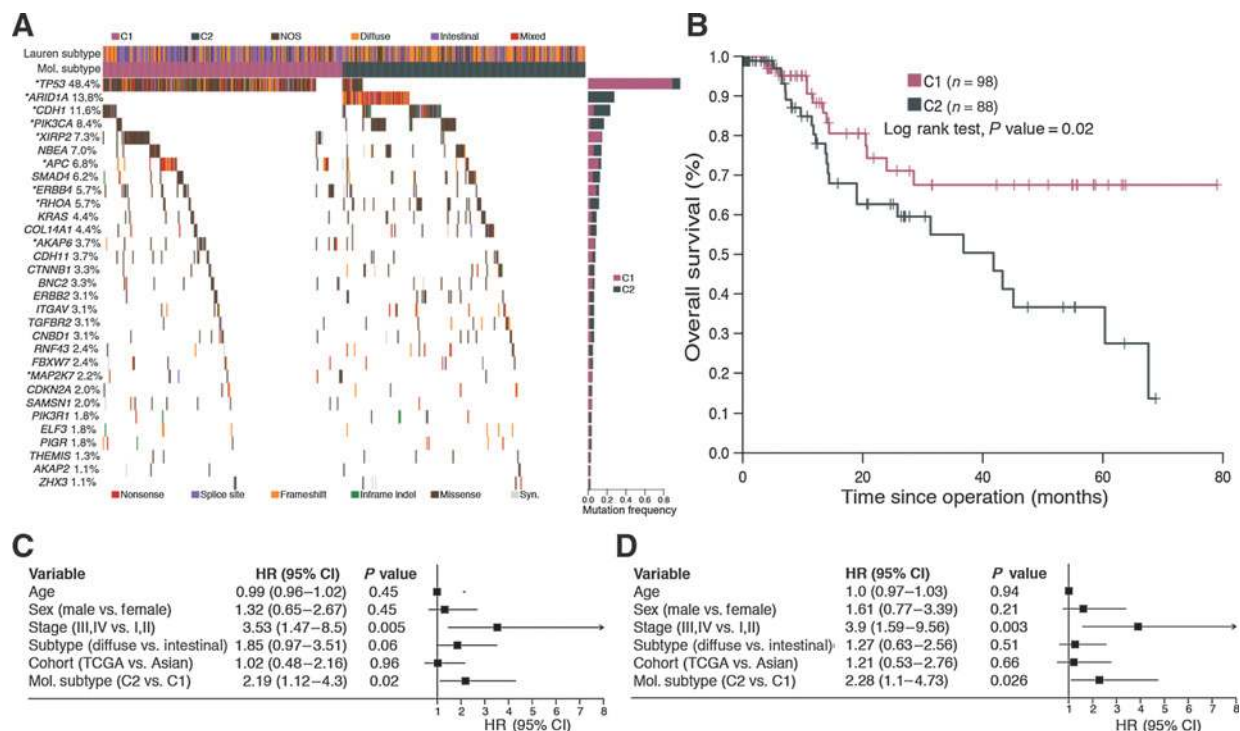 A
C1 C2 NOS Diffuse Intestinal Mixed
Lauren subtype
Mol. subtype
*TP53 48.4%
*ARID1A 13.8%
*CDH1 11.6%
*PIK3CA 8.4%
*XIRP2 7.3%
NBEA 7.0%
*APC 6.8%
SMAD4 6.2%
*ERBB4 5.7%
*RHOA 5.7%
KRAS 4.4%
COL14A1 4.4%
*AKAP6 3.7%
CDH11 3.7%
CTNNB1 3.3%
BNC2 3.3%
ERBB2 3.1%
ITGAV 3.1%
TGFBR2 3.1%
CNBD1 3.1%
RNF43 2.4%
FBXW7 2.4%
*MAP2K7 2.2%
CDKN2A 2.0%
SAMSN1 2.0%
PIK3R1 1.8%
ELF3 1.8%
PIGR 1.8%
THEMIS 1.3%
AKAP2 1.1%
ZHX3 1.1%
Nonsense Splice site Frameshift Inframe indel Missense Syn.
C1
C2
0.0 0.2 0.4 0.6 0.8
Mutation frequency
B
Overall survival (%)
1.0
0.9
0.8
0.7
0.6
0.5
0.4
0.3
0.2
0.1
0.0
C1 (n = 98)
C2 (n = 88)
Log rank test, P value = 0.02
0 20 40 60 80
Time since operation (months)
C
Variable HR (95% CI) P value
Age 0.99 (0.96–1.02) 0.45
Sex (male vs. female) 1.32 (0.65–2.67) 0.45
Stage (III,IV vs. I,II) 3.53 (1.47–8.5) 0.005
Subtype (diffuse vs. intestinal) 1.85 (0.97–3.51) 0.06
Cohort (TCGA vs. Asian) 1.02 (0.48–2.16) 0.96
Mol. subtype (C2 vs. C1) 2.19 (1.12–4.3) 0.02
1 2 3 4 5 6 7 8
HR (95% CI)
D
Variable HR (95% CI) P value
Age 1.0 (0.97–1.03) 0.94
Sex (male vs. female) 1.61 (0.77–3.39) 0.21
Stage (III,IV vs. I,II) 3.9 (1.59–9.56) 0.003
Subtype (diffuse vs. intestinal) 1.27 (0.63–2.56) 0.51
Cohort (TCGA vs. Asian) 1.21 (0.53–2.76) 0.66
Mol. subtype (C2 vs. C1) 2.28 (1.1–4.73) 0.026
1 2 3 4 5 6 7 8
HR (95% CI)